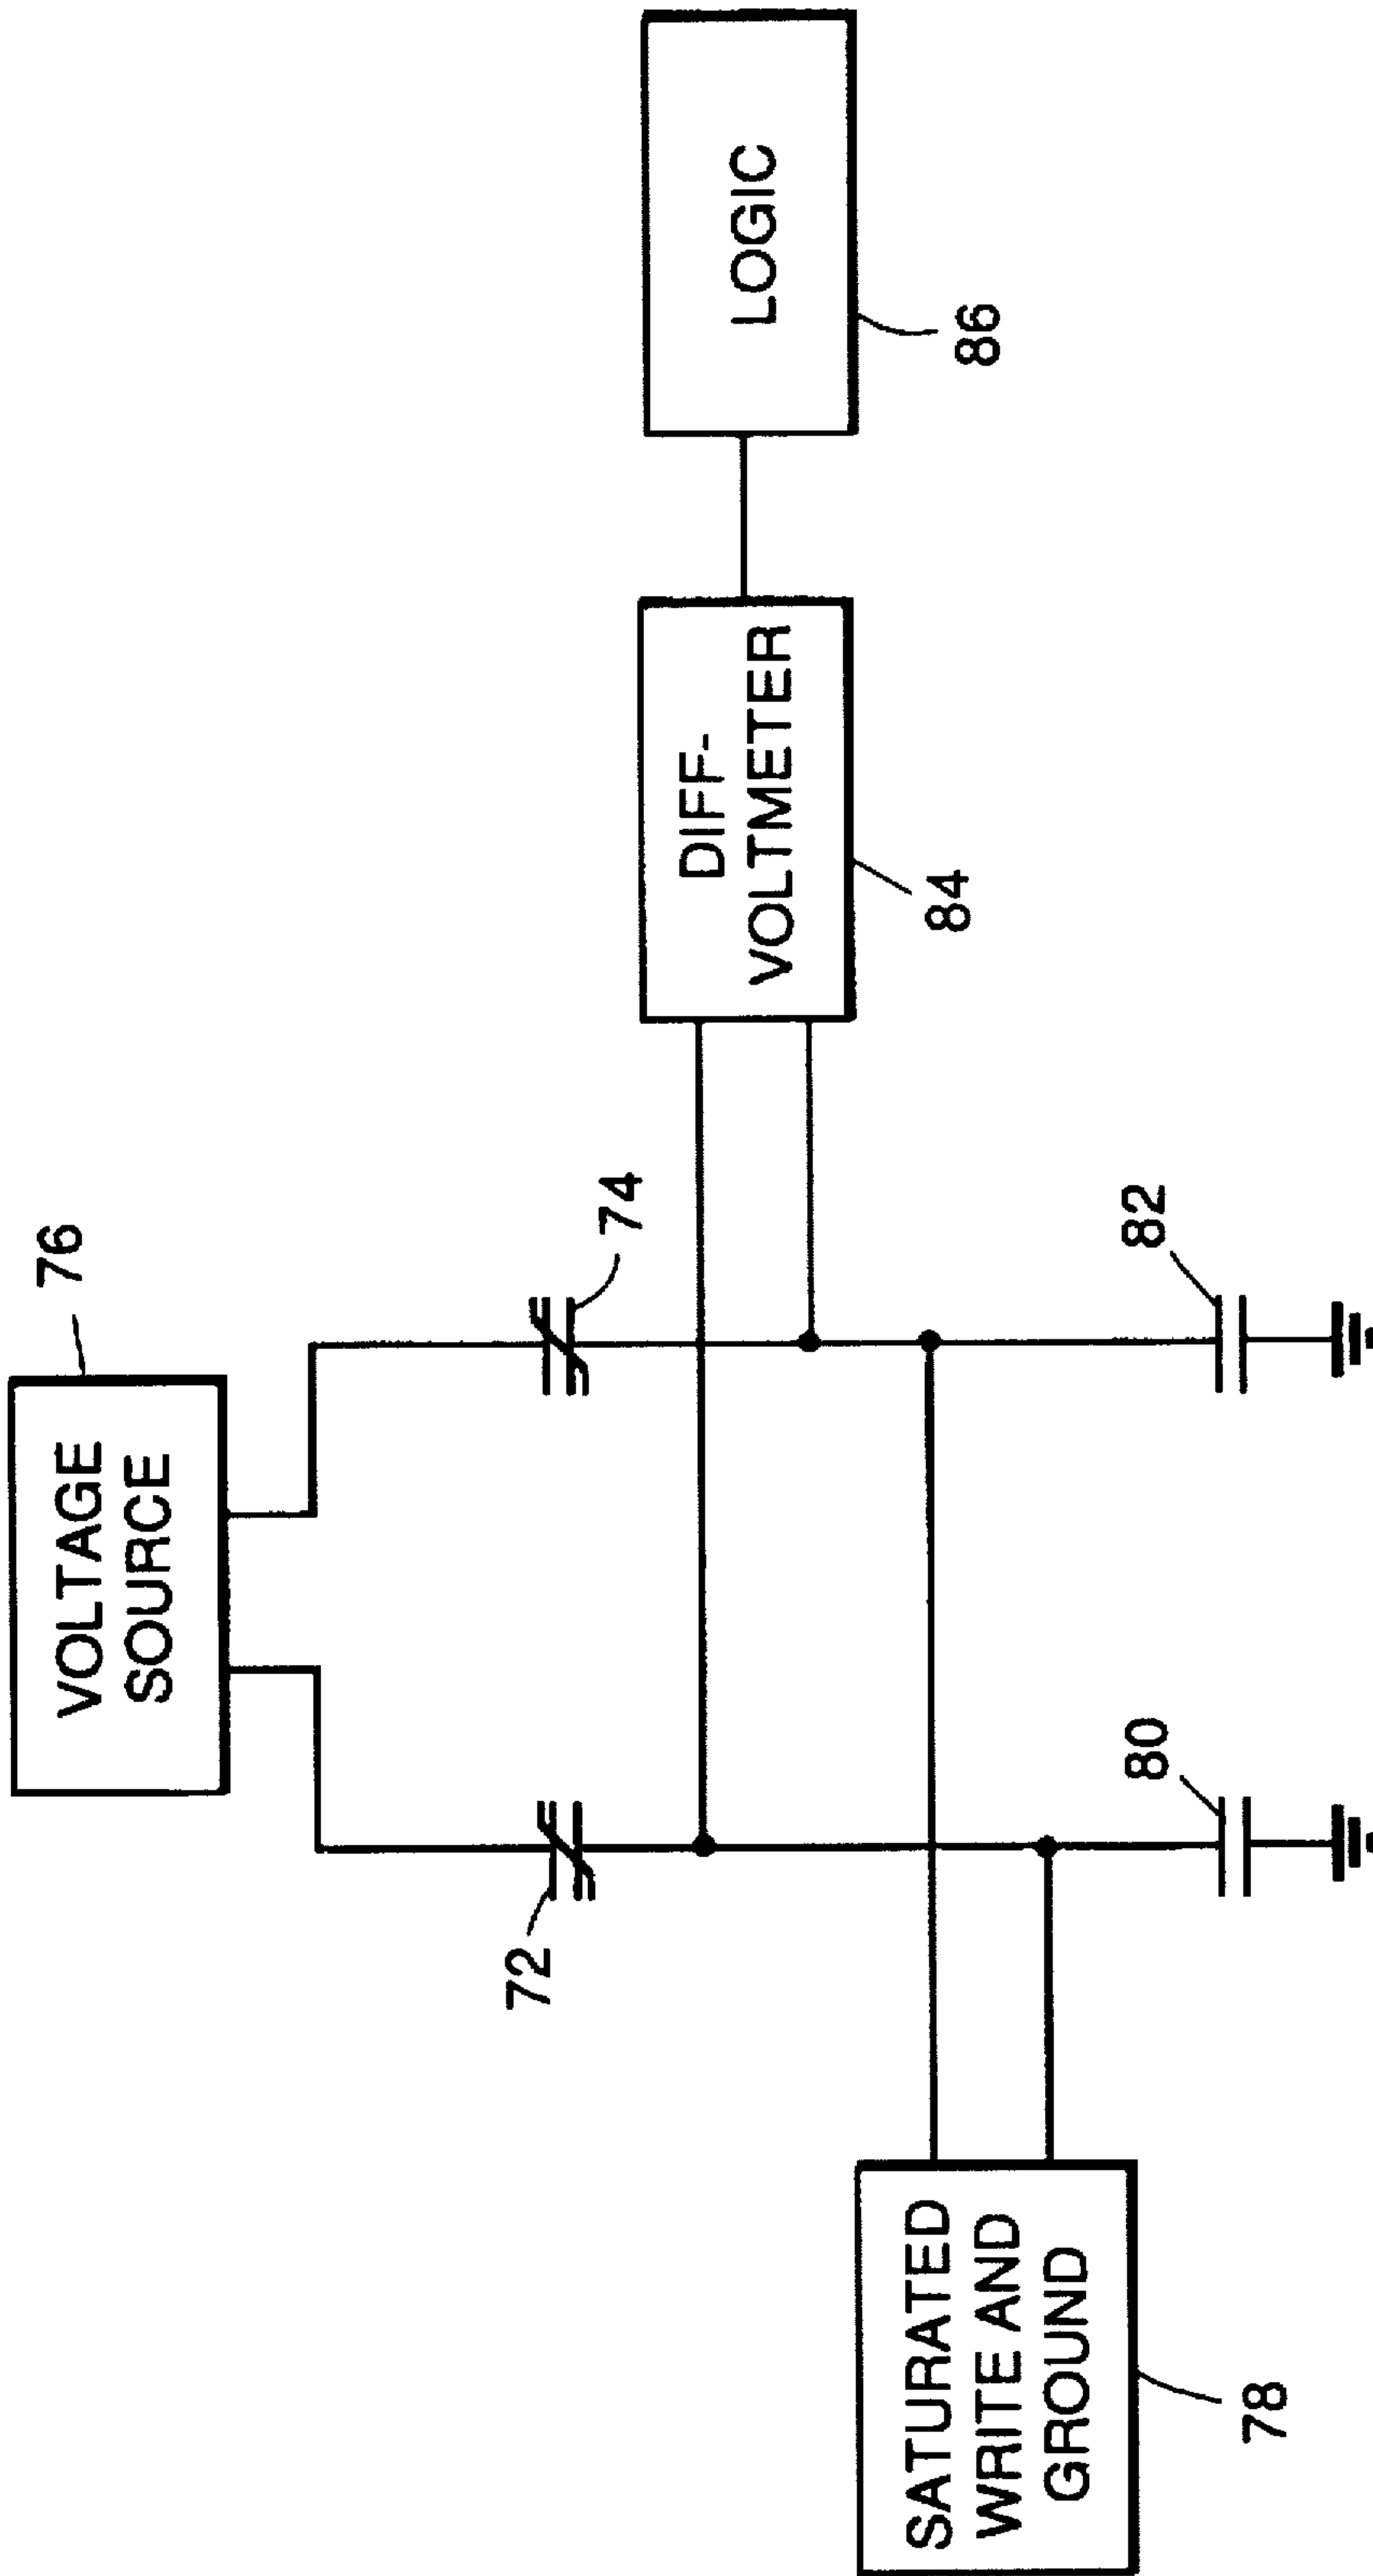 VOLTAGE
SOURCE
76
72
74
DIFF-
VOLTMETER
84
LOGIC
86
SATURATED
WRITE AND
GROUND
78
80
82